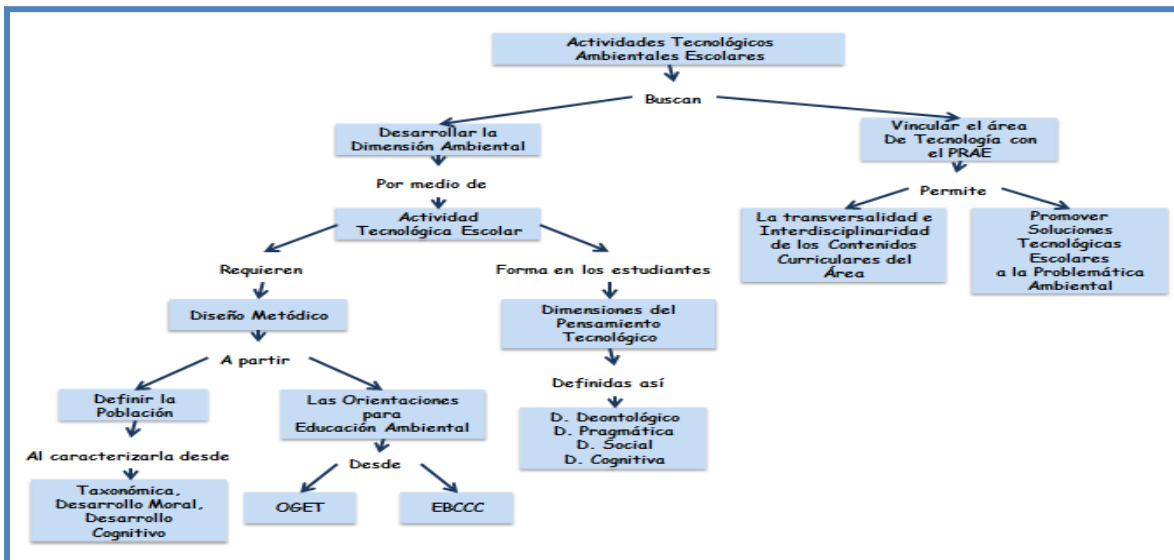 Actividades Tecnológicos
Ambientales Escolares
Buscan
Desarrollar la
Dimensión Ambiental
Vincular el área
De Tecnología con
el PRAE
Por medio de
Permite
Actividad
Tecnológica Escolar
La transversalidad e
Interdisciplinaridad
de los Contenidos
Curriculares del
Área
Promover
Soluciones
Tecnológicas
Escolares
a la Problemática
Ambiental
Requieren
Forma en los estudiantes
Diseño Metódico
Dimensiones del
Pensamiento
Tecnológico
A partir
Definidas así
Definir la
Población
Las Orientaciones
para
Educación Ambiental
D. Deontológico
D. Pragmática
D. Social
D. Cognitiva
Al caracterizarla desde
Desde
Taxonómica,
Desarrollo Moral,
Desarrollo
Cognitivo
OGET
EBCCC